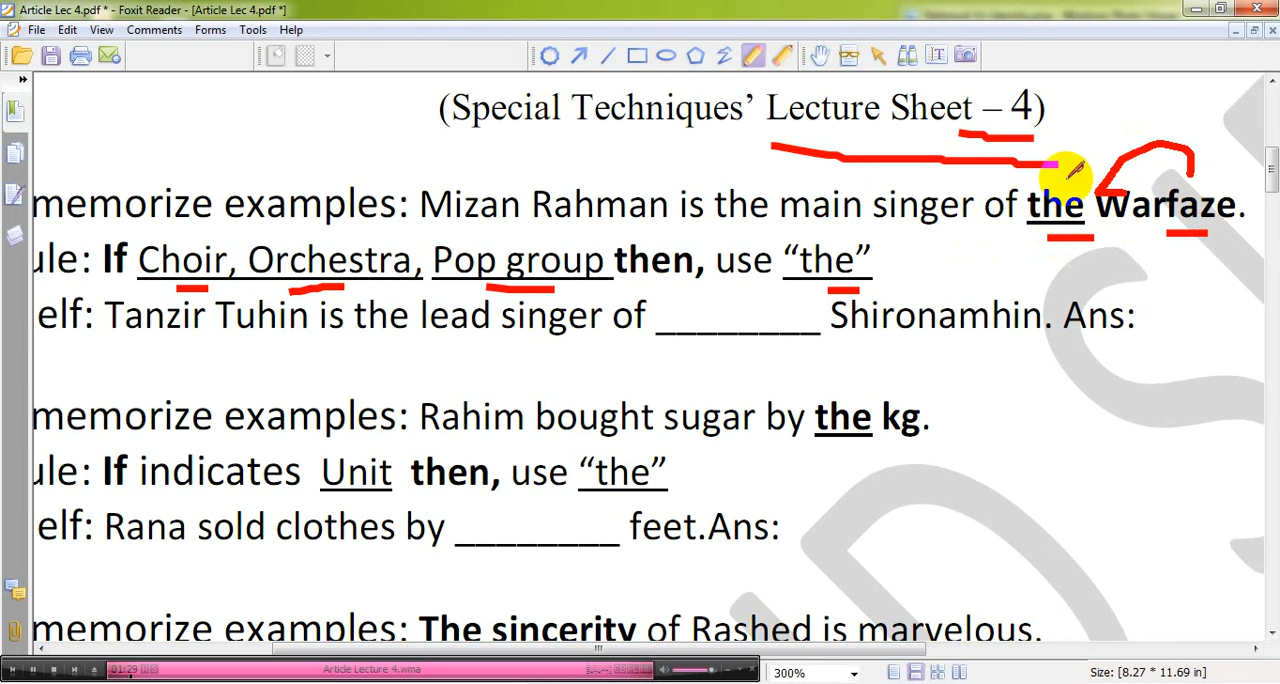 Article Lec 4.pdf * - Foxit Reader - [Article Lec 4.pdf *]
File Edit View Comments Forms Tools Help
(Special Techniques’ Lecture Sheet – 4)
memorize examples: Mizan Rahman is the main singer of the Warfaze.
ule: If Choir, Orchestra, Pop group then, use “the”
elf: Tanzir Tuhin is the lead singer of ________ Shironamhin. Ans:
memorize examples: Rahim bought sugar by the kg.
ule: If indicates Unit then, use “the”
elf: Rana sold clothes by ________ feet.Ans:
memorize examples: The sincerity of Rashed is marvelous.
01:29 Article Lecture 4.wma 300% Size: [8.27 * 11.69 in]